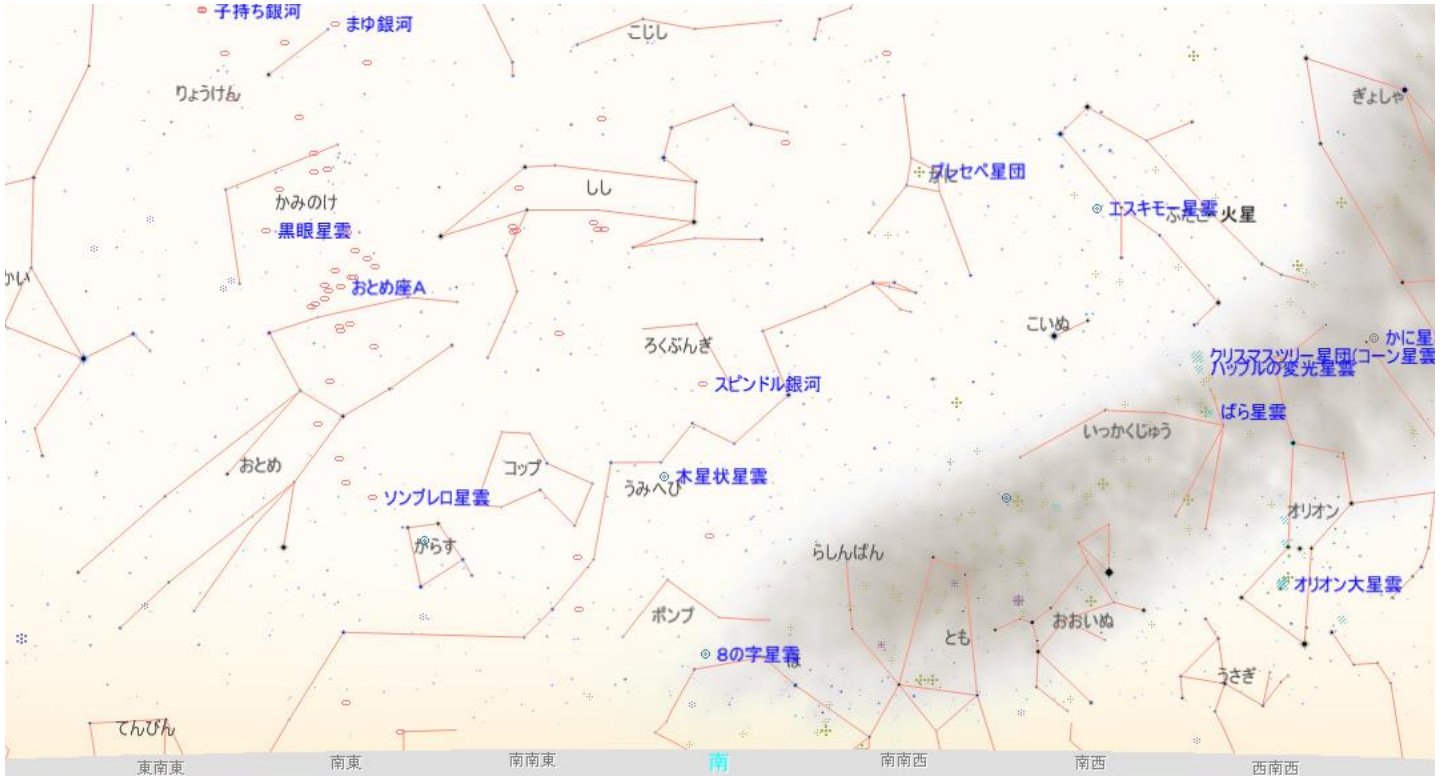 子持ち銀河
まゆ銀河
こじし
りょうけん
ぎょしゃ
しし
プレセペ星団
かに
かみのけ
エスキモー星雲
ふたご
火星
黒眼星雲
かい
おとめ座A
こいぬ
かに星
ろくぶんぎ
クリスマスツリー星団(コーン星雲
ハッブルの変光星雲
スピンドル銀河
ばら星雲
いっかくじゅう
おとめ
コップ
木星状星雲
うみへび
ソンブレロ星雲
オリオン
からす
らしんばん
オリオン大星雲
ポンプ
おおいぬ
とも
8の字星雲
ほ
うさぎ
てんびん
東南東
南東
南南東
南
南南西
南西
西南西